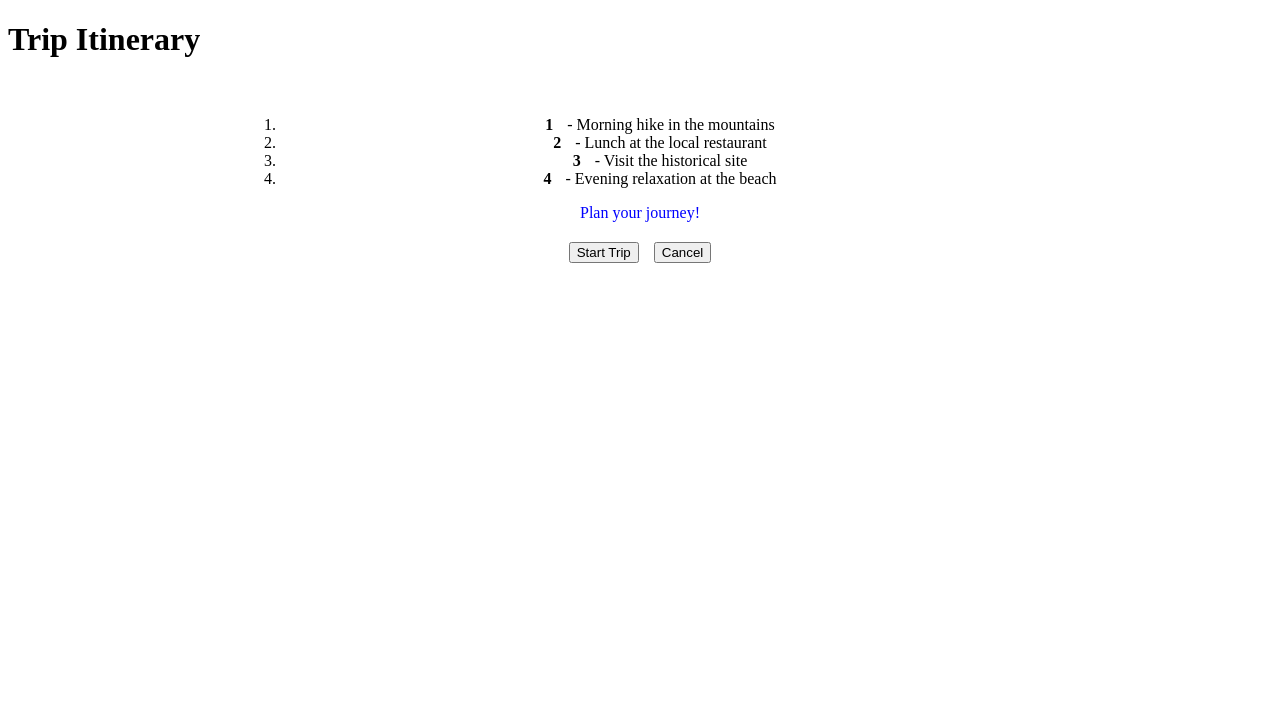 Trip Itinerary
1. 1 - Morning hike in the mountains
2. 2 - Lunch at the local restaurant
3. 3 - Visit the historical site
4. 4 - Evening relaxation at the beach
Plan your journey!
Start Trip Cancel